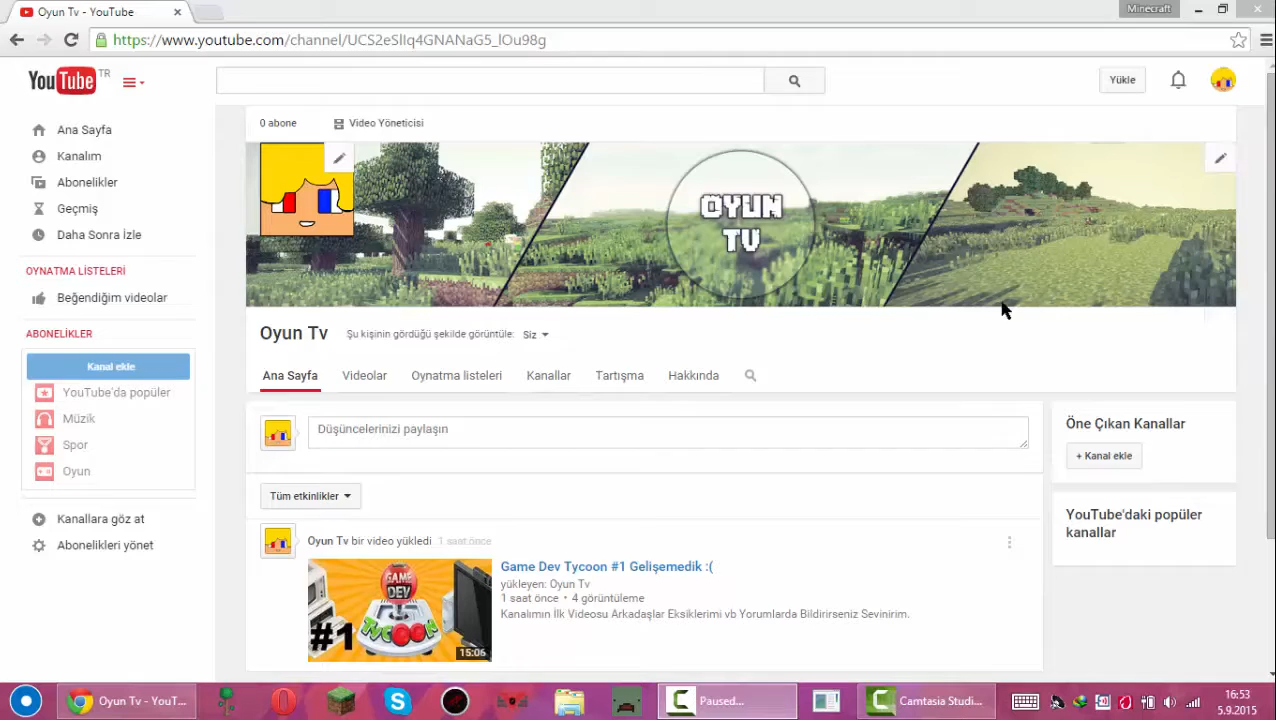 Oyun Tv - YouTube
Minecraft
https://www.youtube.com/channel/UCS2eSlIq4GNANaG5_lOu98g
YouTube TR
Yükle
Ana Sayfa
Kanalım
Abonelikler
Geçmiş
Daha Sonra İzle
OYNATMA LİSTELERİ
Beğendiğim videolar
ABONELİKLER
Kanal ekle
YouTube'da popüler
Müzik
Spor
Oyun
Kanallara göz at
Abonelikleri yönet
0 abone
Video Yöneticisi
OYUN
TV
Oyun Tv
Şu kişinin gördüğü şekilde görüntüle:
Siz
Ana Sayfa
Videolar
Oynatma listeleri
Kanallar
Tartışma
Hakkında
Düşüncelerinizi paylaşın
Tüm etkinlikler
Oyun Tv bir video yükledi 1 saat önce
GAME
DEV
TYCOON
#1
15:06
Game Dev Tycoon #1 Gelişemedik :(
yükleyen: Oyun Tv
1 saat önce • 4 görüntüleme
Kanalımın İlk Videosu Arkadaşlar Eksiklerimi vb Yorumlarda Bildirirseniz Sevinirim.
Öne Çıkan Kanallar
+ Kanal ekle
YouTube'daki popüler
kanallar
Oyun Tv - YouT...
Paused...
Camtasia Studi...
16:53
5.9.2015